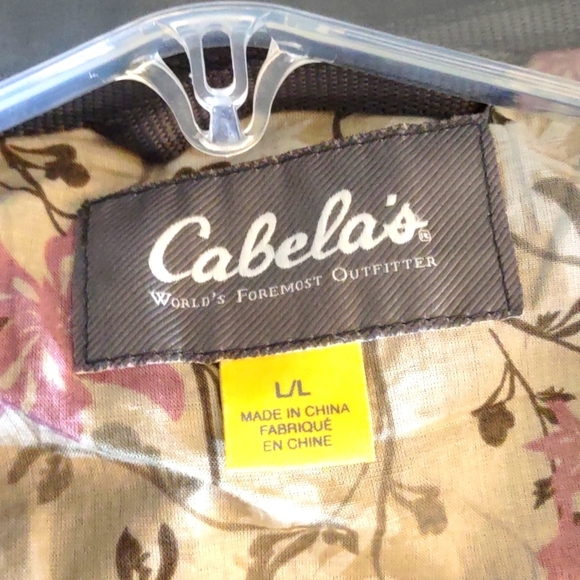 Cabela's®
World's Foremost Outfitter
L/L
MADE IN CHINA
FABRIQUÉ
EN CHINE